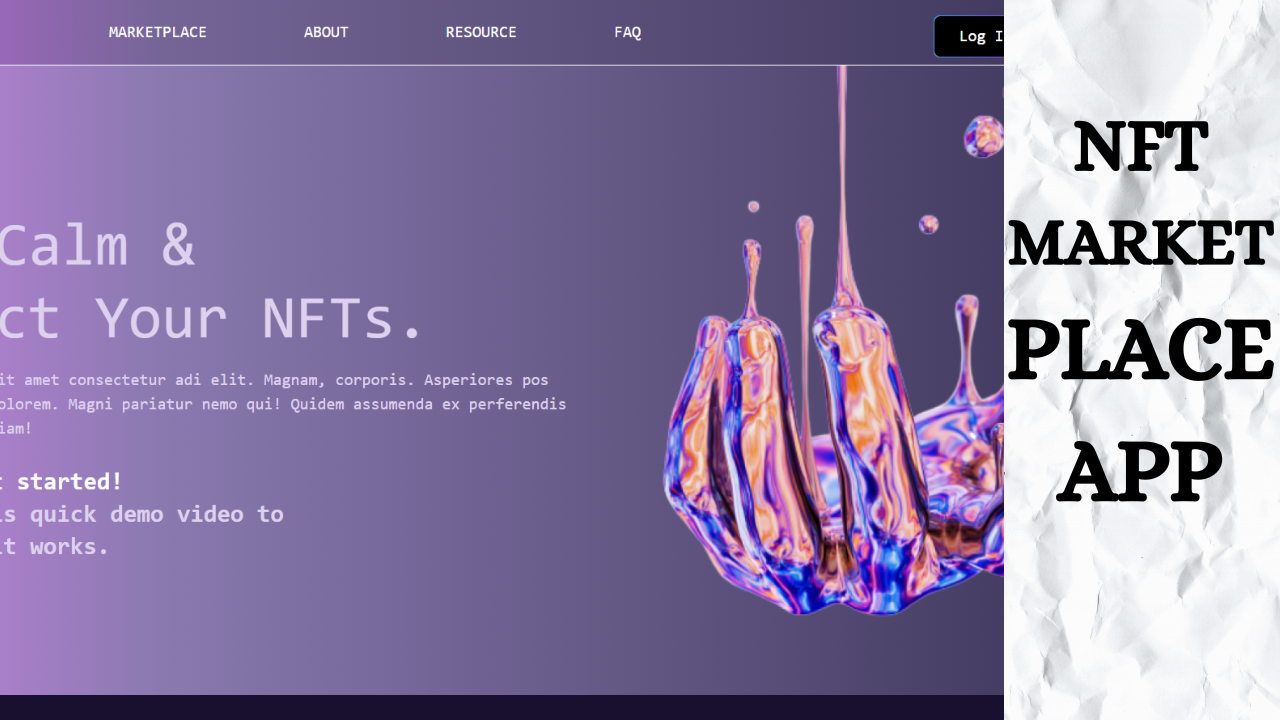 MARKETPLACE ABOUT RESOURCE FAQ Log I
Calm &
ct Your NFTs.
it amet consectetur adi elit. Magnam, corporis. Asperiores pos
olorem. Magni pariatur nemo qui! Quidem assumenda ex perferendis
iam!
started!
is quick demo video to
it works.
NFT
MARKET
PLACE
APP